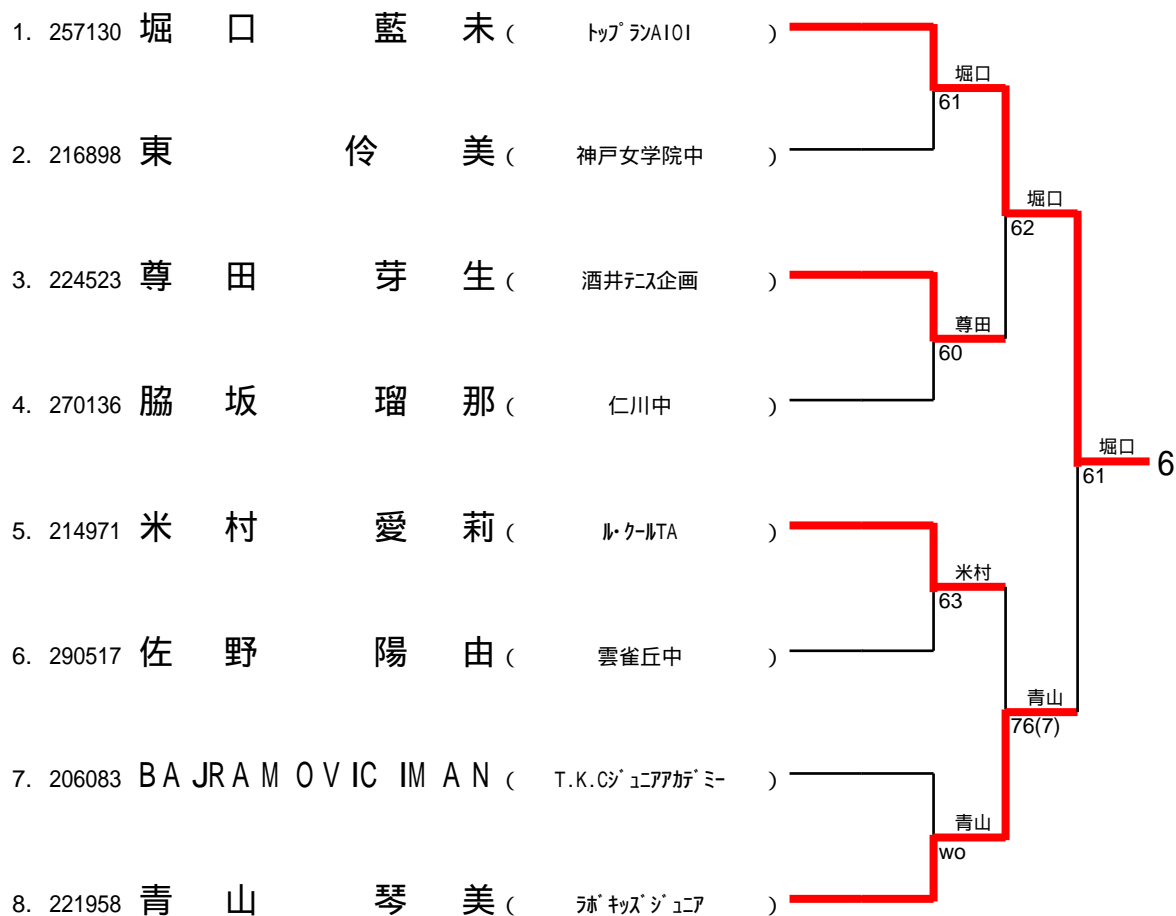 1. 257130 堀 口 藍 未 ( トップランAIOI )
堀口
61
2. 216898 東 伶 美 ( 神戸女学院中 )
堀口
62
3. 224523 尊 田 芽 生 ( 酒井テニス企画 )
尊田
60
4. 270136 脇 坂 瑠 那 ( 仁川中 )
堀口
61
6
5. 214971 米 村 愛 莉 ( ル・クールTA )
米村
63
6. 290517 佐 野 陽 由 ( 雲雀丘中 )
青山
76(7)
7. 206083 BAJRAMOVIC IMAN ( T.K.Cジュニアアカデミー )
青山
wo
8. 221958 青 山 琴 美 ( ラボキッズジュニア )